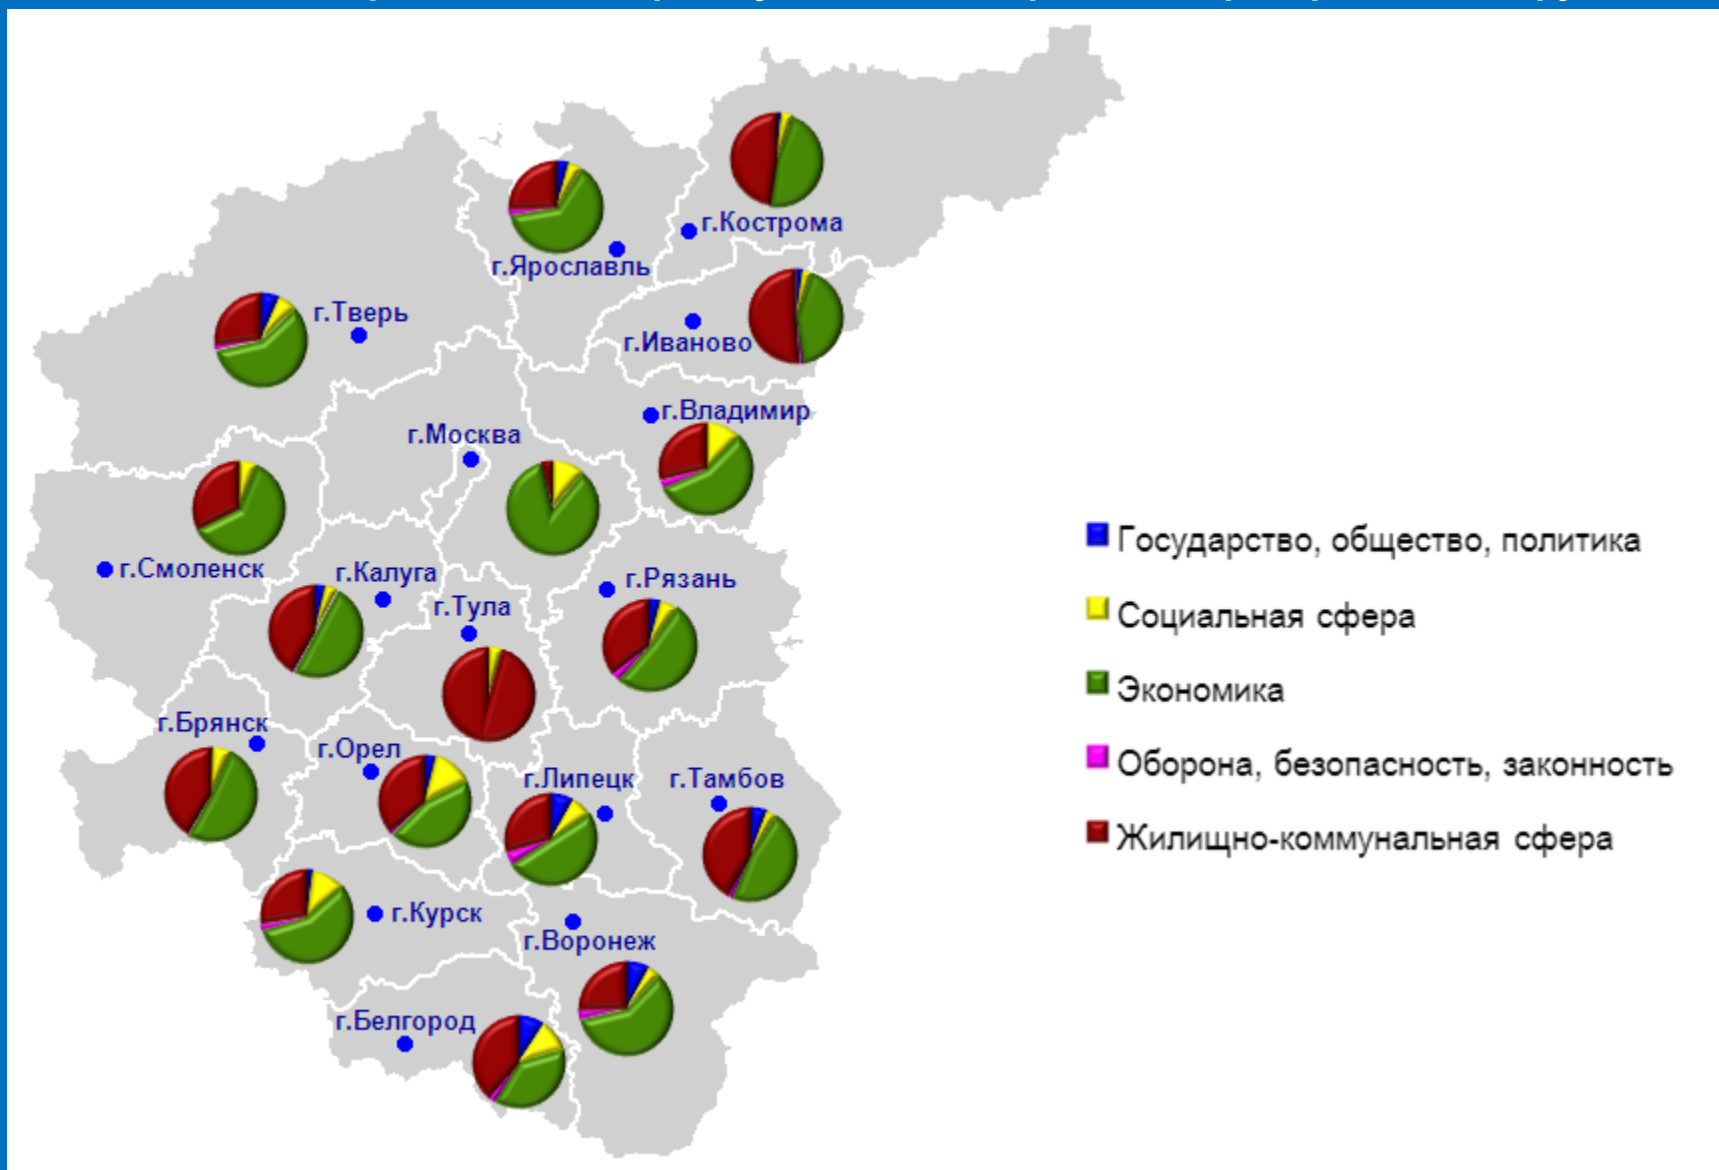 г.Кострома
г.Ярославль
г.Тверь
г.Иваново
г.Владимир
г.Москва
г.Смоленск
г.Калуга
г.Рязань
г.Тула
г.Брянск
г.Орел
г.Липецк
г.Тамбов
г.Курск
г.Воронеж
г.Белгород
Государство, общество, политика
Социальная сфера
Экономика
Оборона, безопасность, законность
Жилищно-коммунальная сфера